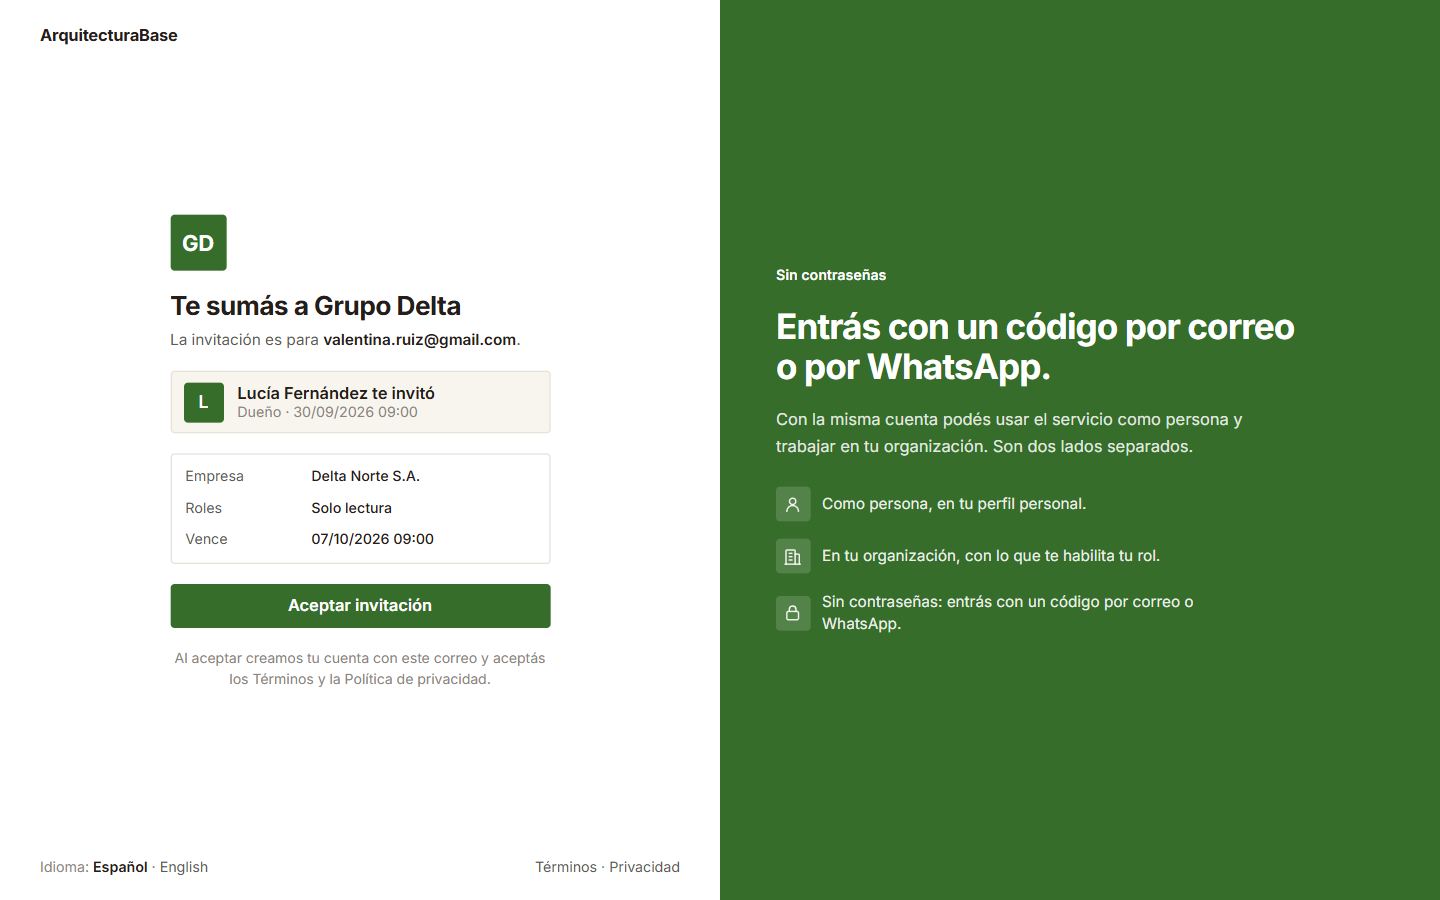 ArquitecturaBase
GD
Te sumás a Grupo Delta
La invitación es para valentina.ruiz@gmail.com.
L
Lucía Fernández te invitó
Dueño · 30/09/2026 09:00
Empresa Delta Norte S.A.
Roles Solo lectura
Vence 07/10/2026 09:00
Aceptar invitación
Al aceptar creamos tu cuenta con este correo y aceptás
los Términos y la Política de privacidad.
Idioma: Español · English
Términos · Privacidad
Sin contraseñas
Entrás con un código por correo
o por WhatsApp.
Con la misma cuenta podés usar el servicio como persona y
trabajar en tu organización. Son dos lados separados.
Como persona, en tu perfil personal.
En tu organización, con lo que te habilita tu rol.
Sin contraseñas: entrás con un código por correo o
WhatsApp.